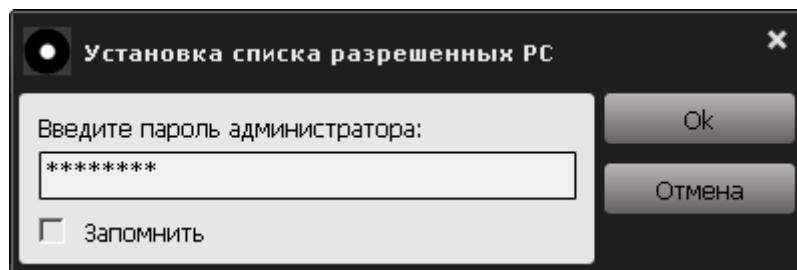 Установка списка разрешенных РС
Введите пароль администратора:
Ok
********
Отмена
Запомнить